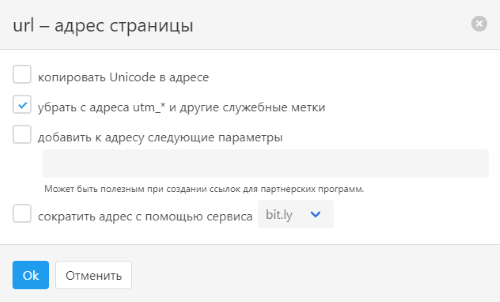 url – адрес страницы
копировать Unicode в адресе
убрать с адреса utm_* и другие служебные метки
добавить к адресу следующие параметры
Может быть полезным при создании ссылок для партнерских программ.
сократить адрес с помощью сервиса bit.ly
Ok Отменить